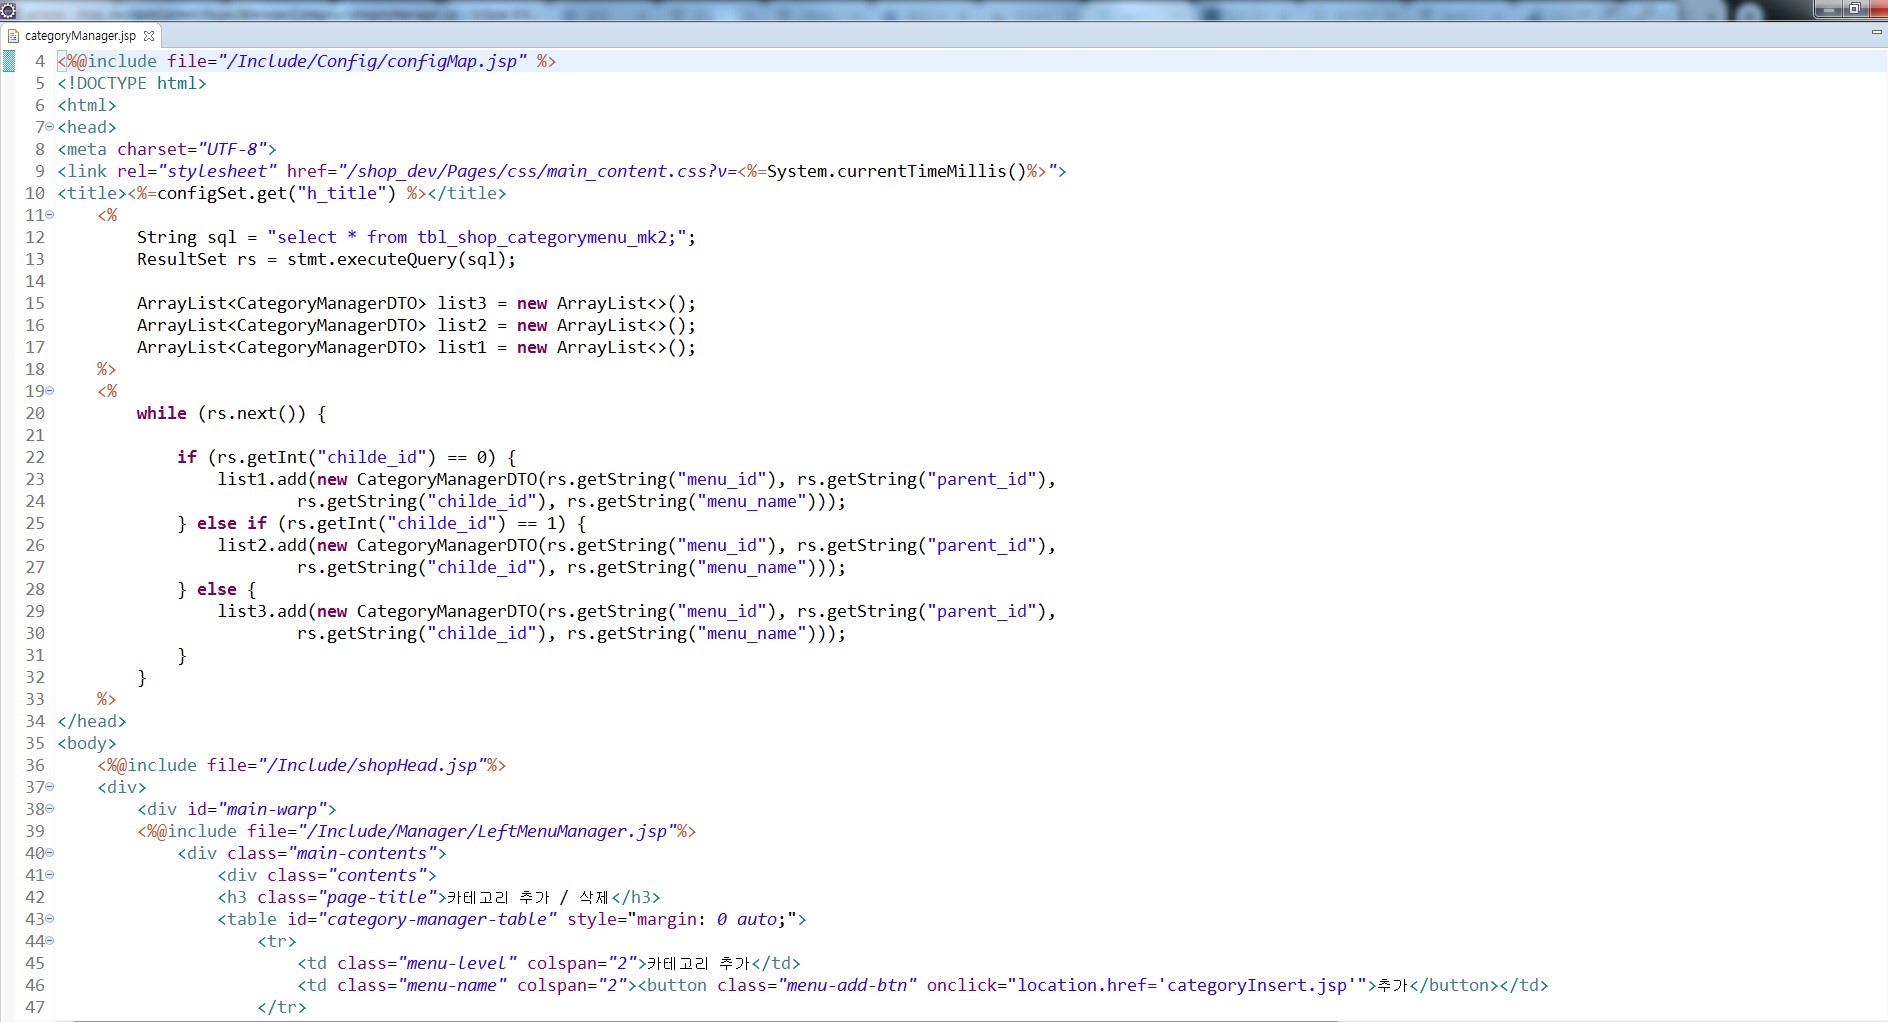 categoryManager.jsp
4 <%@include file="/Include/Config/configMap.jsp" %>
5 <!DOCTYPE html>
6 <html>
7 <head>
8 <meta charset="UTF-8">
9 <link rel="stylesheet" href="/shop_dev/Pages/css/main_content.css?v=<%=System.currentTimeMillis()%>">
10 <title><%=configSet.get("h_title") %></title>
11 <%
12 String sql = "select * from tbl_shop_categorymenu_mk2;";
13 ResultSet rs = stmt.executeQuery(sql);
14
15 ArrayList<CategoryManagerDTO> list3 = new ArrayList<>();
16 ArrayList<CategoryManagerDTO> list2 = new ArrayList<>();
17 ArrayList<CategoryManagerDTO> list1 = new ArrayList<>();
18 %>
19 <%
20 while (rs.next()) {
21
22 if (rs.getInt("childe_id") == 0) {
23 list1.add(new CategoryManagerDTO(rs.getString("menu_id"), rs.getString("parent_id"),
24 rs.getString("childe_id"), rs.getString("menu_name")));
25 } else if (rs.getInt("childe_id") == 1) {
26 list2.add(new CategoryManagerDTO(rs.getString("menu_id"), rs.getString("parent_id"),
27 rs.getString("childe_id"), rs.getString("menu_name")));
28 } else {
29 list3.add(new CategoryManagerDTO(rs.getString("menu_id"), rs.getString("parent_id"),
30 rs.getString("childe_id"), rs.getString("menu_name")));
31 }
32 }
33 %>
34 </head>
35 <body>
36 <%@include file="/Include/shopHead.jsp"%>
37 <div>
38 <div id="main-warp">
39 <%@include file="/Include/Manager/LeftMenuManager.jsp"%>
40 <div class="main-contents">
41 <div class="contents">
42 <h3 class="page-title">카테고리 추가 / 삭제</h3>
43 <table id="category-manager-table" style="margin: 0 auto;">
44 <tr>
45 <td class="menu-level" colspan="2">카테고리 추가</td>
46 <td class="menu-name" colspan="2"><button class="menu-add-btn" onclick="location.href='categoryInsert.jsp'">추가</button></td>
47 </tr>